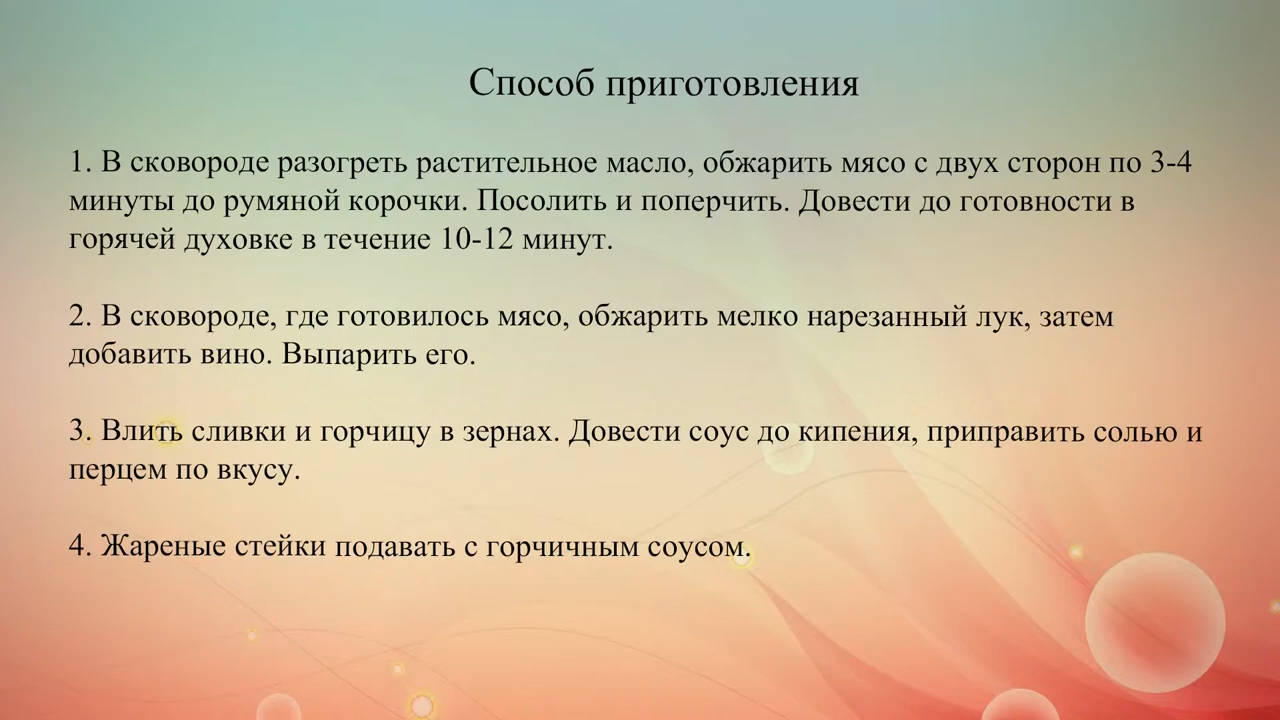 Способ приготовления
1. В сковороде разогреть растительное масло, обжарить мясо с двух сторон по 3-4
минуты до румяной корочки. Посолить и поперчить. Довести до готовности в
горячей духовке в течение 10-12 минут.
2. В сковороде, где готовилось мясо, обжарить мелко нарезанный лук, затем
добавить вино. Выпарить его.
3. Влить сливки и горчицу в зернах. Довести соус до кипения, приправить солью и
перцем по вкусу.
4. Жареные стейки подавать с горчичным соусом.